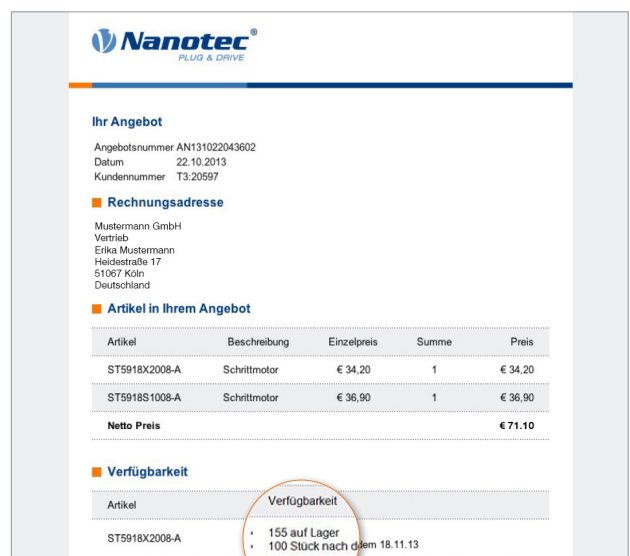 Nanotec®
PLUG & DRIVE
Ihr Angebot
Angebotsnummer AN131022043602
Datum 22.10.2013
Kundennummer T3:20597
Rechnungsadresse
Mustermann GmbH
Vertrieb
Erika Mustermann
Heidestraße 17
51067 Köln
Deutschland
Artikel in Ihrem Angebot
Artikel Beschreibung Einzelpreis Summe Preis
ST5918X2008-A Schrittmotor € 34,20 1 € 34,20
ST5918S1008-A Schrittmotor € 36,90 1 € 36,90
Netto Preis € 71.10
Verfügbarkeit
Artikel Verfügbarkeit
ST5918X2008-A
155 auf Lager
100 Stück nach ddem 18.11.13